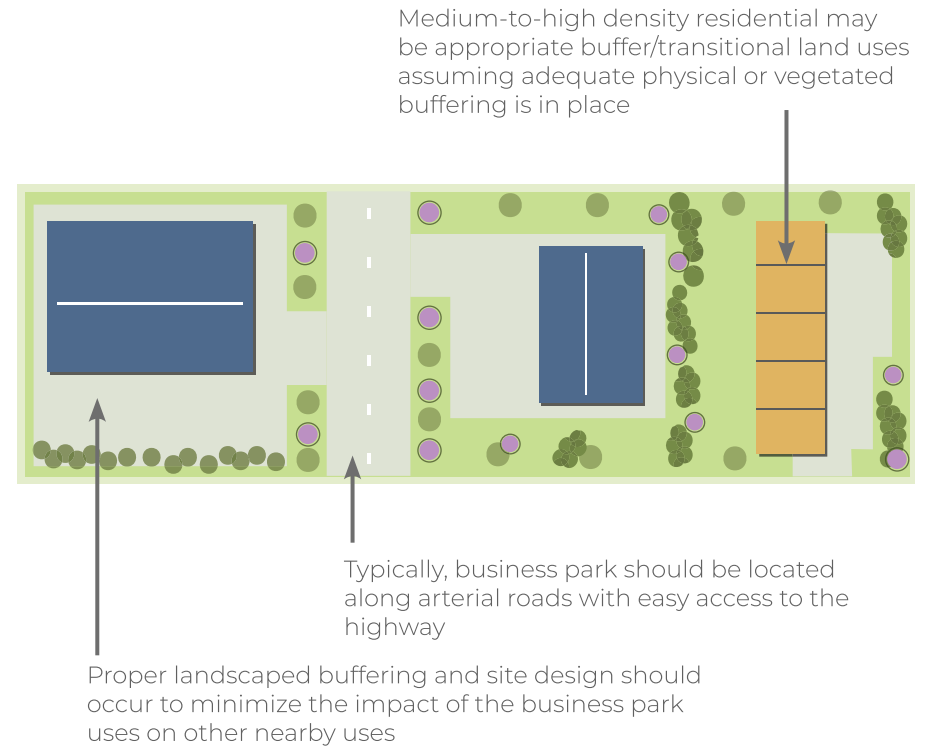 Medium-to-high density residential may
be appropriate buffer/transitional land uses
assuming adequate physical or vegetated
buffering is in place
Typically, business park should be located
along arterial roads with easy access to the
highway
Proper landscaped buffering and site design should
occur to minimize the impact of the business park
uses on other nearby uses